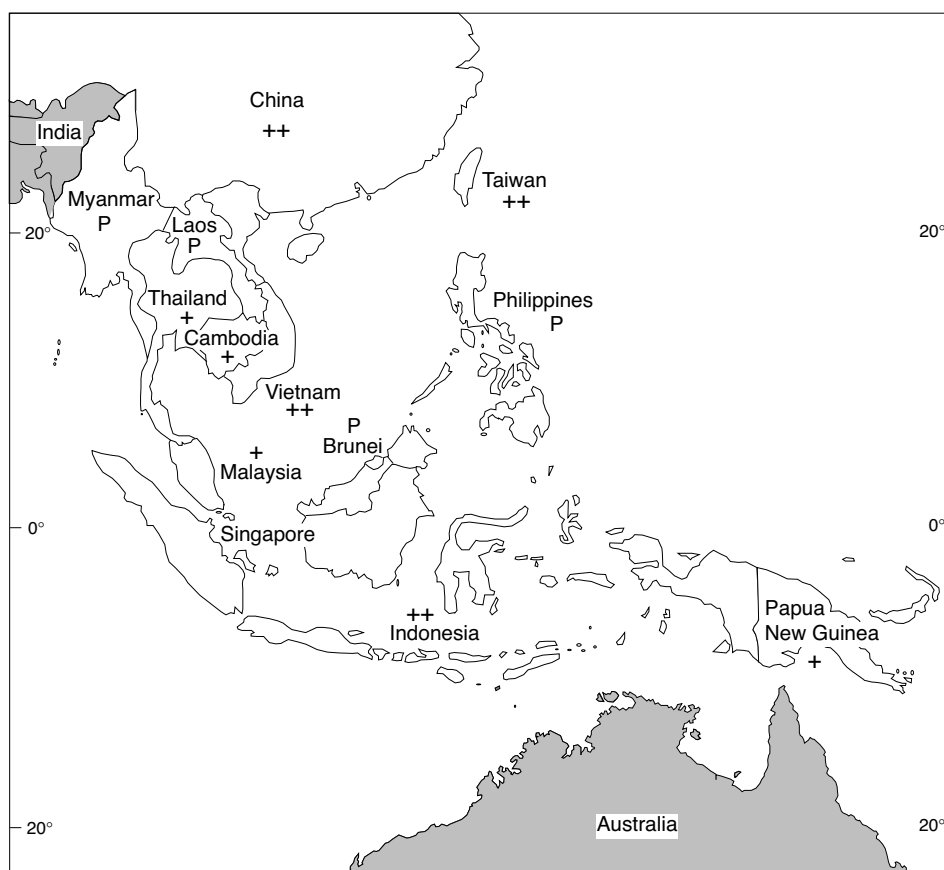 China
++
India
Taiwan
++
Myanmar
P
Laos
P
20°
20°
Thailand
+
Philippines
P
Cambodia
+
Vietnam
++
P
Brunei
+
Malaysia
0°
0°
Singapore
++
Indonesia
Papua
New Guinea
+
20°
Australia
20°